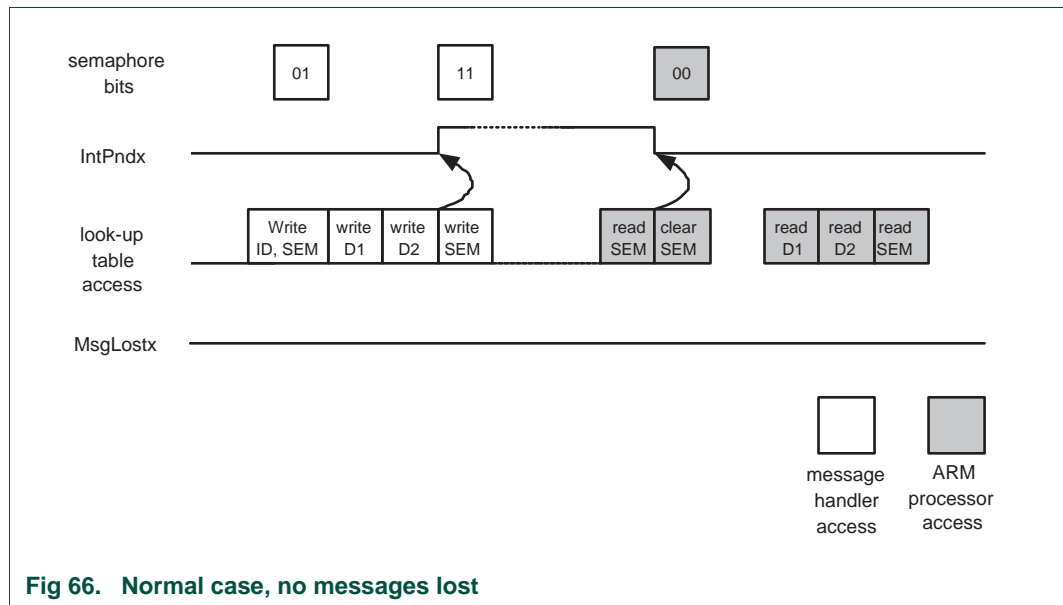 semaphore
bits
01
11
00
IntPndx
look-up
table
access
Write
ID, SEM
write
D1
write
D2
write
SEM
read
SEM
clear
SEM
read
D1
read
D2
read
SEM
MsgLostx
message
handler
access
ARM
processor
access
Fig 66. Normal case, no messages lost